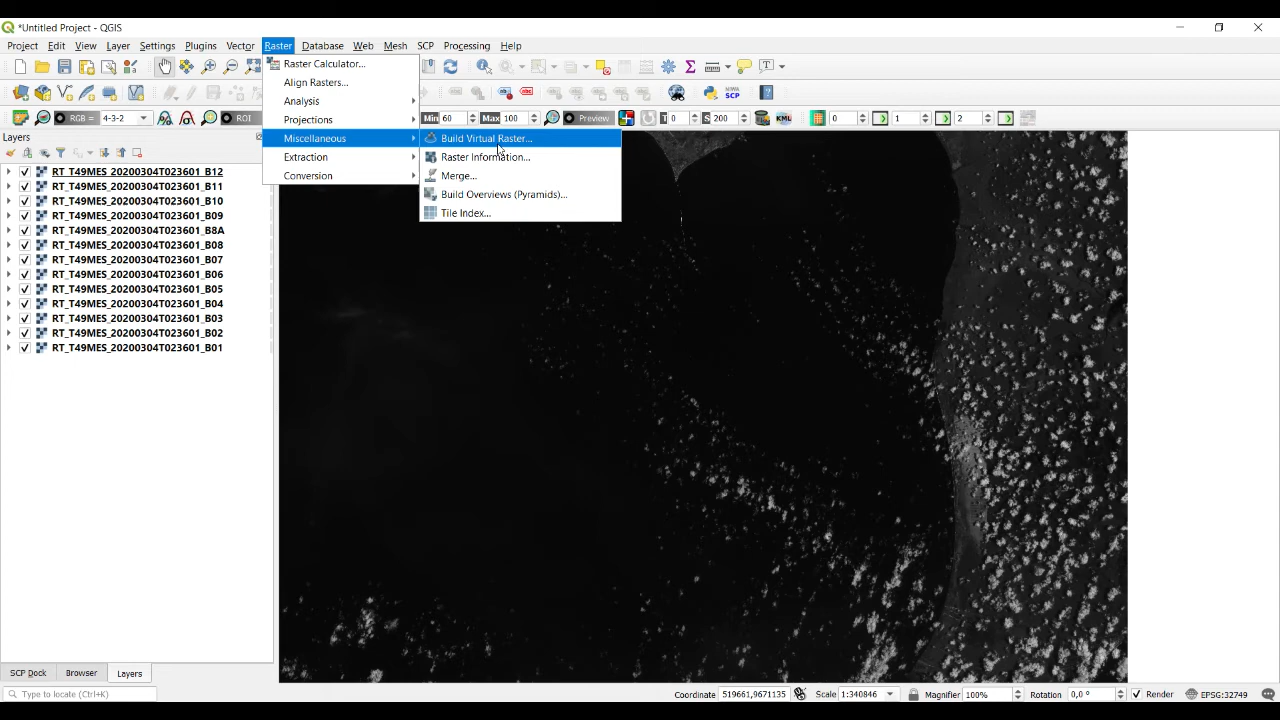 *Untitled Project - QGIS
Project Edit View Layer Settings Plugins Vector Raster Database Web Mesh SCP Processing Help
RGB = 4-3-2 ROI Min 60 Max 100 Preview T 0 S 200 KML 0 1 2
Raster Calculator...
Align Rasters...
Analysis
Projections
Miscellaneous
Extraction
Conversion
Build Virtual Raster...
Raster Information...
Merge...
Build Overviews (Pyramids)...
Tile Index...
Layers
RT_T49MES_20200304T023601_B12
RT_T49MES_20200304T023601_B11
RT_T49MES_20200304T023601_B10
RT_T49MES_20200304T023601_B09
RT_T49MES_20200304T023601_B8A
RT_T49MES_20200304T023601_B08
RT_T49MES_20200304T023601_B07
RT_T49MES_20200304T023601_B06
RT_T49MES_20200304T023601_B05
RT_T49MES_20200304T023601_B04
RT_T49MES_20200304T023601_B03
RT_T49MES_20200304T023601_B02
RT_T49MES_20200304T023601_B01
SCP Dock Browser Layers
Type to locate (Ctrl+K) Coordinate 519661,9671135 Scale 1:340846 Magnifier 100% Rotation 0,0 ° Render EPSG:32749